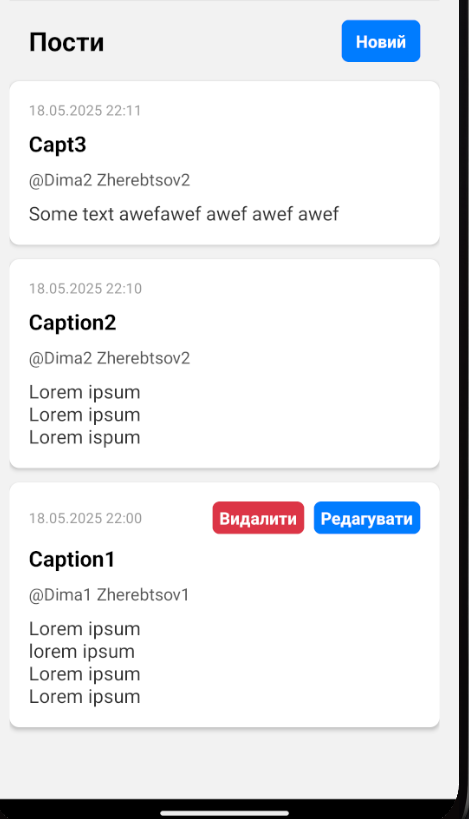 Пости
Новий
18.05.2025 22:11
Capt3
@Dima2 Zherebtsov2
Some text awefawef awef awef awef
18.05.2025 22:10
Caption2
@Dima2 Zherebtsov2
Lorem ipsum
Lorem ipsum
Lorem ispum
18.05.2025 22:00
Видалити
Редагувати
Caption1
@Dima1 Zherebtsov1
Lorem ipsum
lorem ipsum
Lorem ipsum
Lorem ipsum